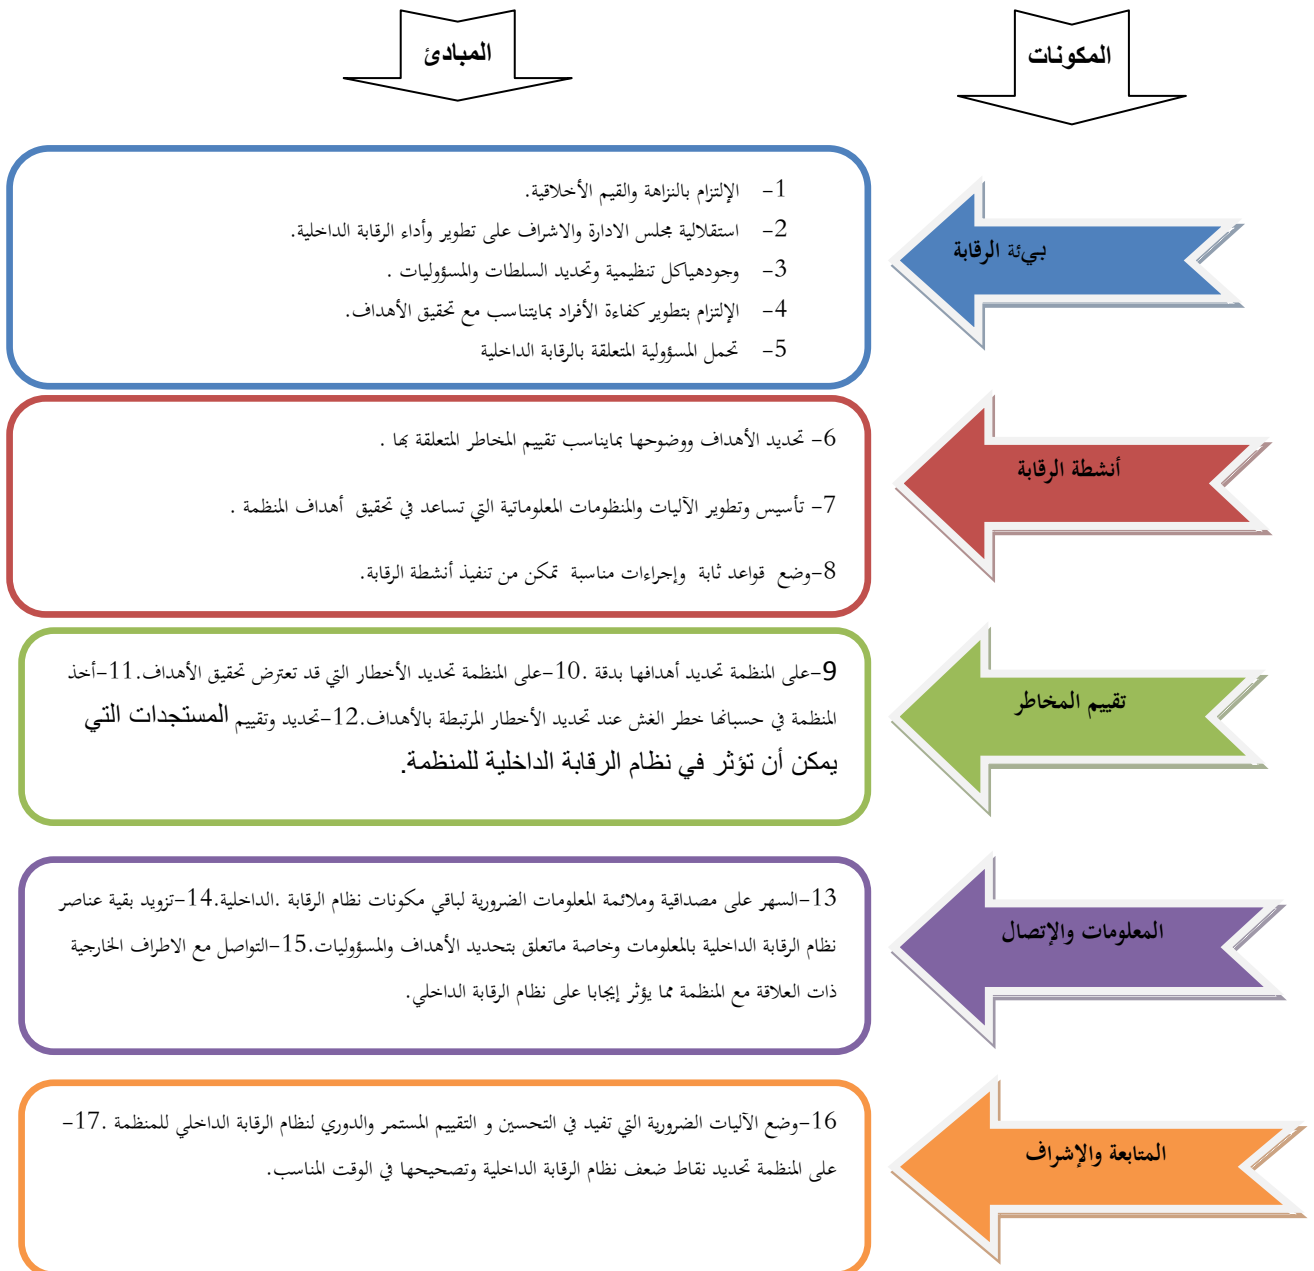 المكونات
المبادئ
بيئة الرقابة
1- الإلتزام بالنزاهة والقيم الأخلاقية.
2- استقلالية مجلس الادارة والاشراف على تطوير وأداء الرقابة الداخلية.
3- وجودهياكل تنظيمية وتحديد السلطات والمسؤوليات .
4- الإلتزام بتطوير كفاءة الأفراد بمايتناسب مع تحقيق الأهداف.
5- تحمل المسؤولية المتعلقة بالرقابة الداخلية
أنشطة الرقابة
6- تحديد الأهداف ووضوحها بمايناسب تقييم المخاطر المتعلقة بها .
7- تأسيس وتطوير الآليات والمنظومات المعلوماتية التي تساعد في تحقيق أهداف المنظمة .
8-وضع قواعد ثابة وإجراءات مناسبة تمكن من تنفيذ أنشطة الرقابة.
تقييم المخاطر
9-على المنظمة تحديد أهدافها بدقة .10-على المنظمة تحديد الأخطار التي قد تعترض تحقيق الأهداف.11-أخذ
المنظمة في حسبانها خطر الغش عند تحديد الأخطار المرتبطة بالأهداف.12-تحديد وتقييم المستجدات التي
يمكن أن تؤثر في نظام الرقابة الداخلية للمنظمة.
المعلومات والإتصال
13-السهر على مصداقية وملائمة المعلومات الضرورية لباقي مكونات نظام الرقابة .الداخلية.14-تزويد بقية عناصر
نظام الرقابة الداخلية بالمعلومات وخاصة ماتعلق بتحديد الأهداف والمسؤوليات.15-التواصل مع الاطراف الخارجية
ذات العلاقة مع المنظمة مما يؤثر إيجابا على نظام الرقابة الداخلي.
المتابعة والإشراف
16-وضع الآليات الضرورية التي تفيد في التحسين و التقييم المستمر والدوري لنظام الرقابة الداخلي للمنظمة .17-
على المنظمة تحديد نقاط ضعف نظام الرقابة الداخلية وتصحيحها في الوقت المناسب.